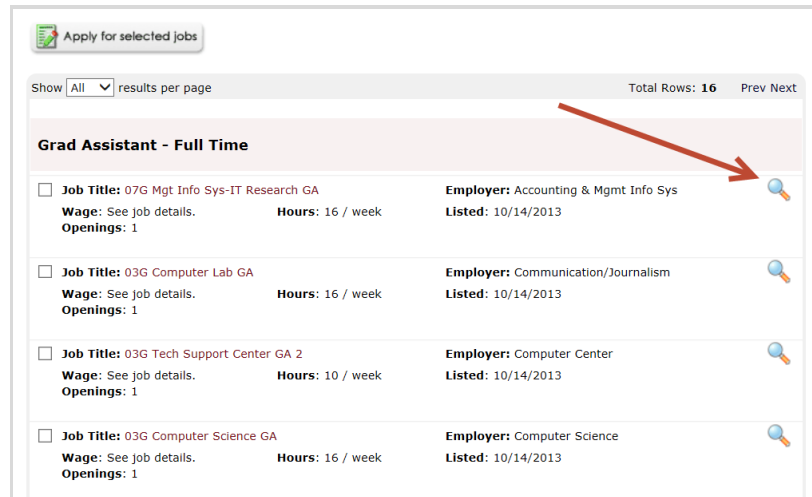 Apply for selected jobs
Show All results per page Total Rows: 16 Prev Next
Grad Assistant - Full Time
Job Title: 07G Mgt Info Sys-IT Research GA Employer: Accounting & Mgmt Info Sys
Wage: See job details. Hours: 16 / week Listed: 10/14/2013
Openings: 1
Job Title: 03G Computer Lab GA Employer: Communication/Journalism
Wage: See job details. Hours: 16 / week Listed: 10/14/2013
Openings: 1
Job Title: 03G Tech Support Center GA 2 Employer: Computer Center
Wage: See job details. Hours: 10 / week Listed: 10/14/2013
Openings: 1
Job Title: 03G Computer Science GA Employer: Computer Science
Wage: See job details. Hours: 16 / week Listed: 10/14/2013
Openings: 1